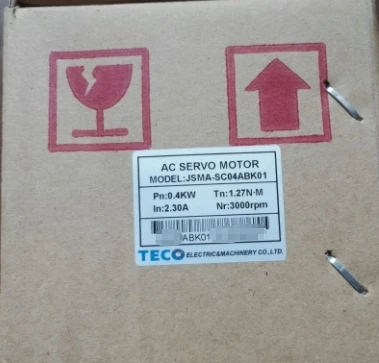 AC SERVO MOTOR
MODEL:JSMA-SC04ABK01
Pn:0.4KW Tn:1.27N-M
In:2.30A Nr:3000rpm
ABK01
TECO ELECTRIC&MACHINERY CO.,LTD.